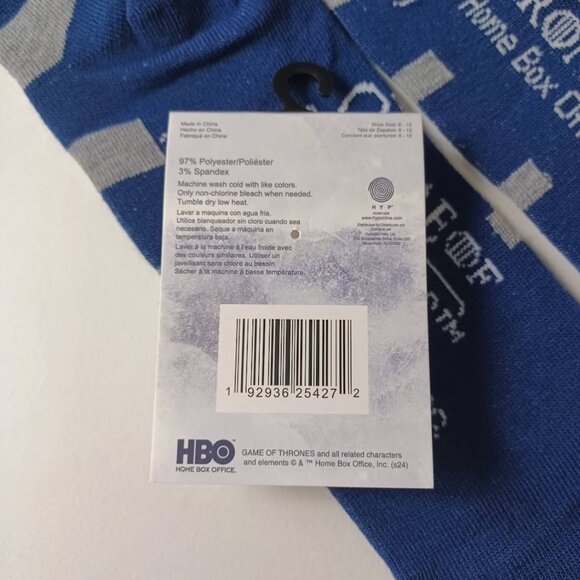 Made in China
Hecho en China
Fabriqué en China
Shoe Size: 6 - 12
Talla de Zapatos: 6 - 12
97% Polyester/Poliéster
3% Spandex
Machine wash cold with like colors.
Only non-chlorine bleach when needed.
Tumble dry low heat.
Lavar a maquina con agua fria.
Utilice blanqueador sin cloro cuando sea
necesario. Seque a máquina en
temperatura baja.
Laver à la machine à l'eau froide avec
des couleurs similaires. Utiliser un
javellisant sans chlore au besoin.
Sécher à la machine à basse température.
HYP
www.hyponline.com
1 92936 25427 2
HBO
HOME BOX OFFICE.
GAME OF THRONES and all related characters
and elements © & ™ Home Box Office, Inc. (s24)
Home Box
OF